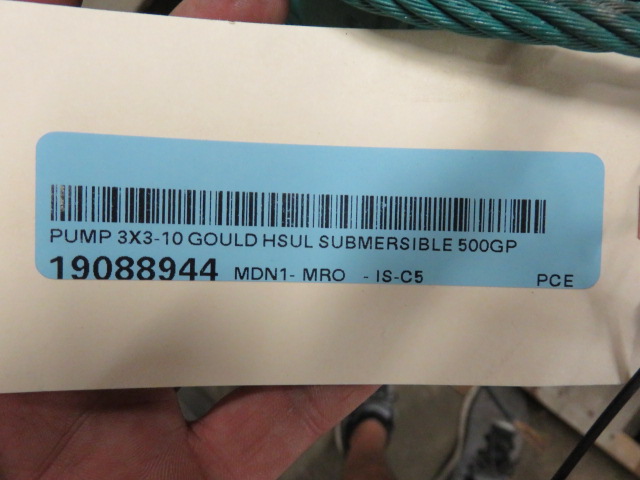 PUMP 3X3-10 GOULD HSUL SUBMERSIBLE 500GP
19088944 MDN1- MRO - IS-C5 PCE